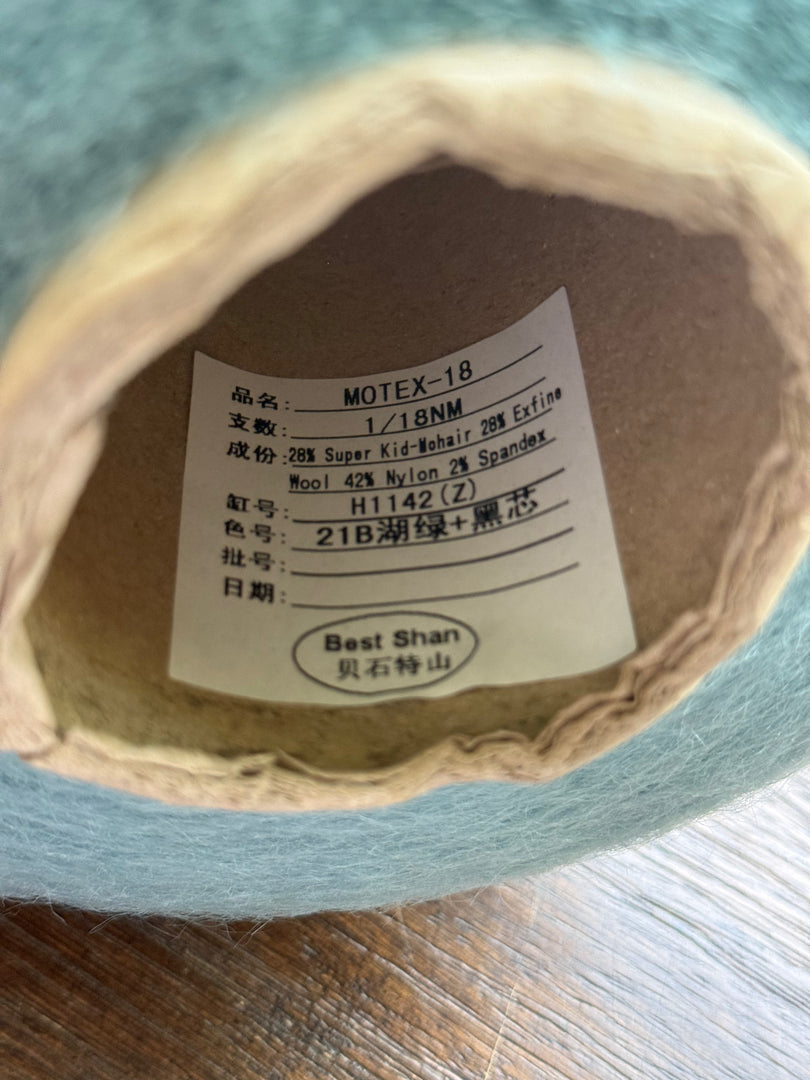 品名: MOTEX-18
支数: 1/18NM
成份: 28% Super Kid-Mohair 28% Exfine
Wool 42% Nylon 2% Spandex
缸号: H1142(Z)
色号: 21B湖绿+黑芯
批号:
日期:
Best Shan
贝石特山